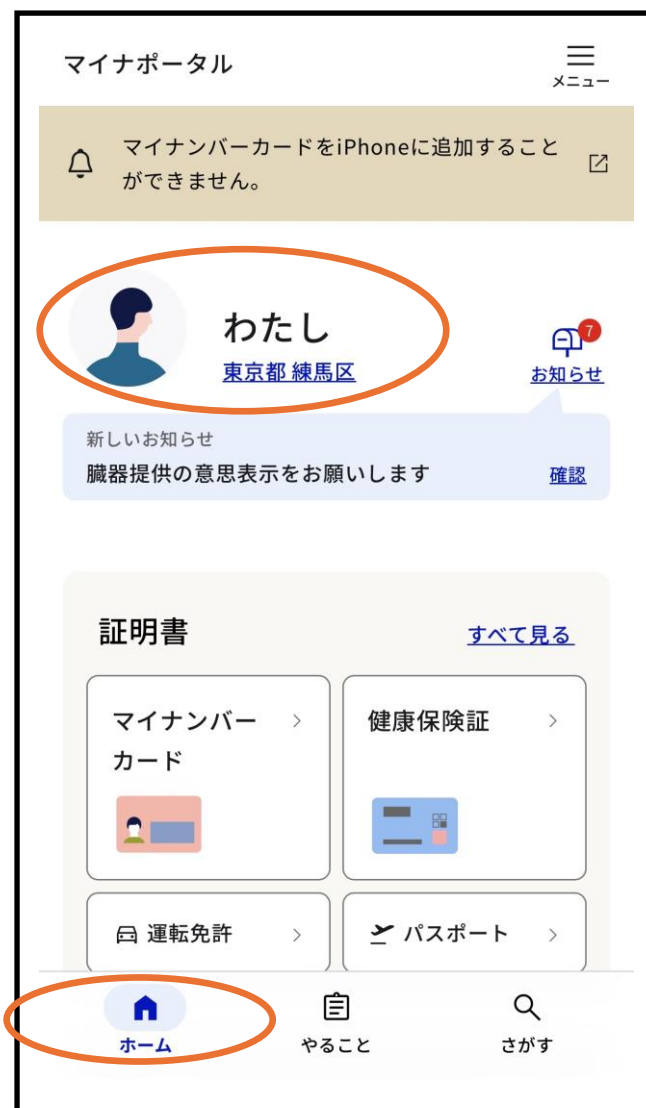 マイナポータル
メニュー
マイナンバーカードをiPhoneに追加すること
ができません。
わたし
東京都 練馬区
7
お知らせ
新しいお知らせ
臓器提供の意思表示をお願いします
確認
証明書
すべて見る
マイナンバー
カード
健康保険証
運転免許
パスポート
ホーム
やること
さがす